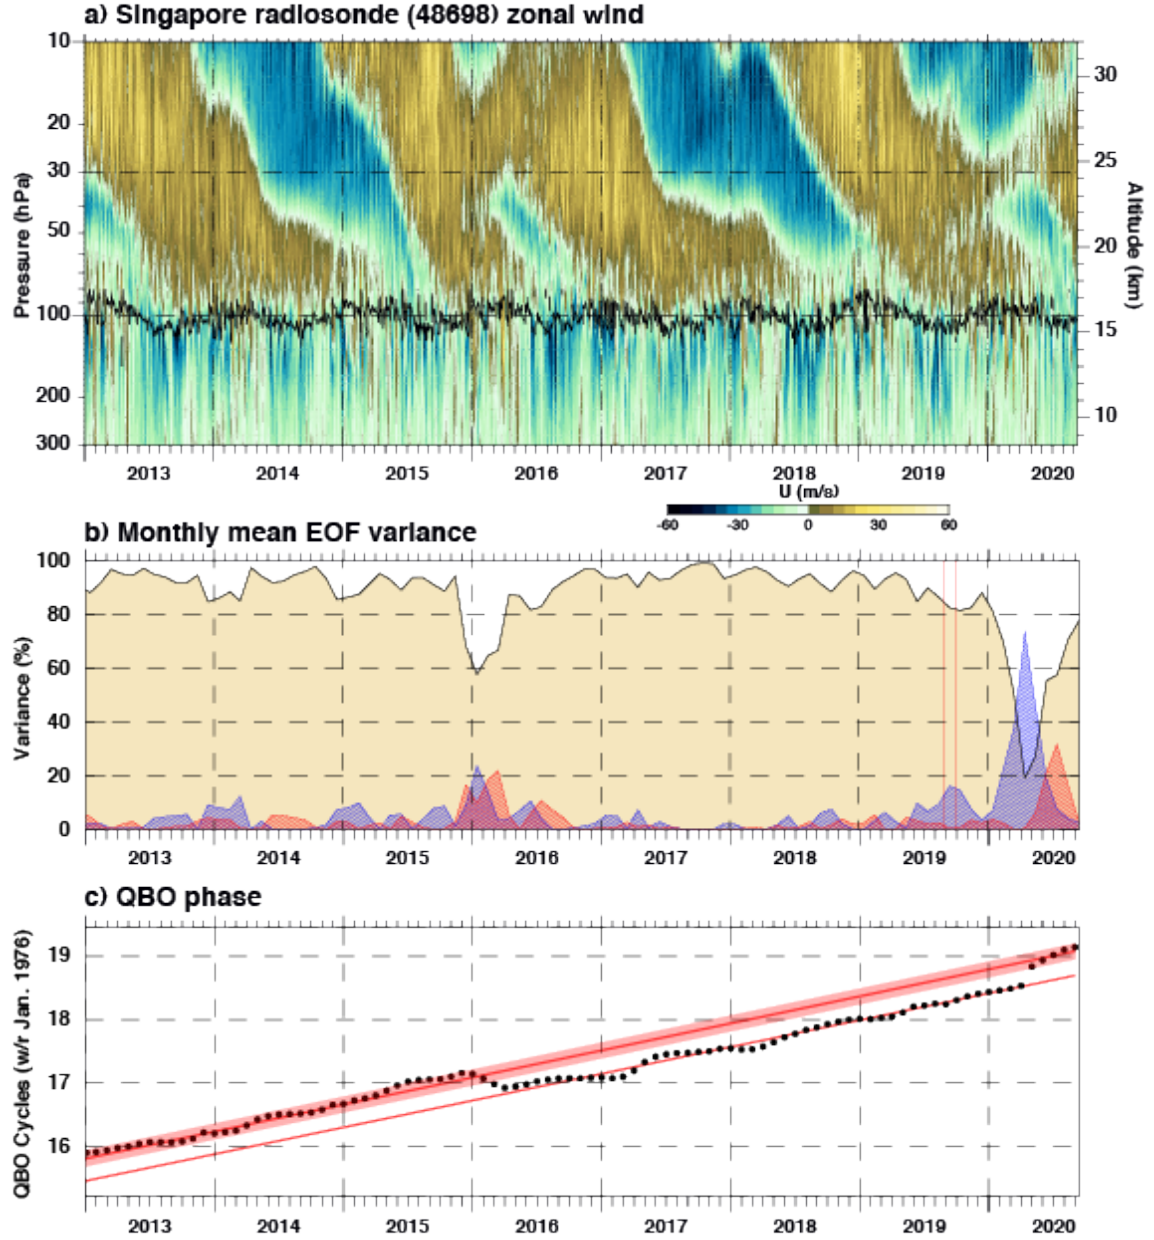 a) Singapore radiosonde (48698) zonal wind
10
20
30
50
100
200
300
Pressure (hPa)
30
25
20
15
10
Altitude (km)
2013 2014 2015 2016 2017 2018 2019 2020
U (m/s)
-60 -30 0 30 60
b) Monthly mean EOF variance
100
80
60
40
20
0
Variance (%)
2013 2014 2015 2016 2017 2018 2019 2020
c) QBO phase
19
18
17
16
QBO Cycles (w/r Jan. 1976)
2013 2014 2015 2016 2017 2018 2019 2020